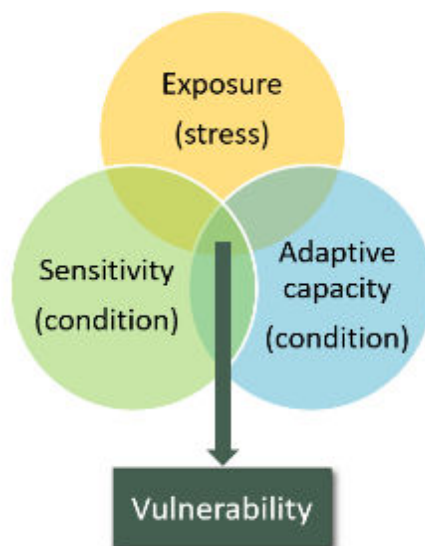 Exposure
(stress)
Sensitivity
(condition)
Adaptive
capacity
(condition)
Vulnerability